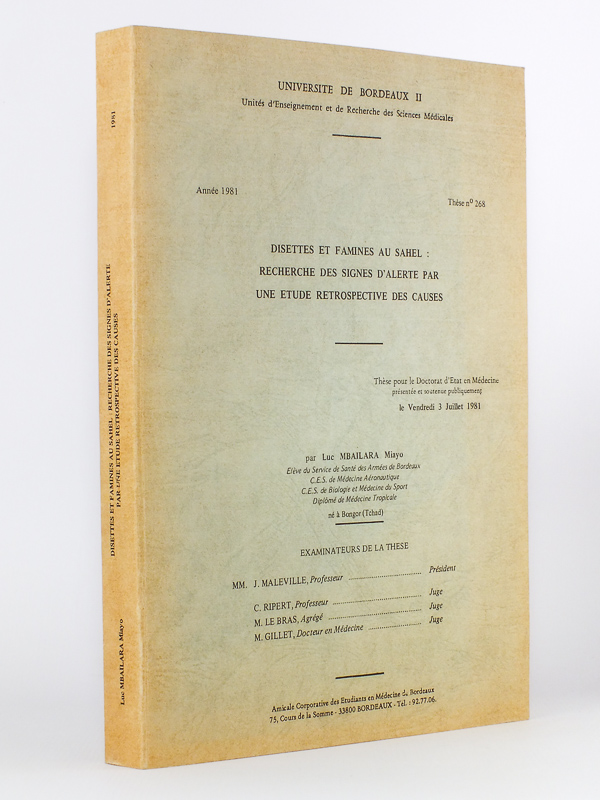 UNIVERSITE DE BORDEAUX II
Unités d'Enseignement et de Recherche des Sciences Médicales
Année 1981
Thèse nº 268
DISETTES ET FAMINES AU SAHEL :
RECHERCHE DES SIGNES D'ALERTE PAR
UNE ETUDE RETROSPECTIVE DES CAUSES
Thèse pour le Doctorat d'Etat en Médecine
présentée et soutenue publiquement
le Vendredi 3 Juillet 1981
par Luc MBAILARA Miayo
Elève du Service de Santé des Armées de Bordeaux
C.E.S. de Médecine Aéronautique
C.E.S. de Biologie et Médecine du Sport
Diplômé de Médecine Tropicale
né à Bongor (Tchad)
EXAMINATEURS DE LA THESE
MM. J. MALEVILLE, Professeur .............................. Président
C. RIPERT, Professeur .............................. Juge
M. LE BRAS, Agrégé .............................. Juge
M. GILLET, Docteur en Médecine .................. Juge
Amicale Corporative des Etudiants en Médecine de Bordeaux
75, Cours de la Somme - 33800 BORDEAUX - Tél. : 92.77.06.
1981
DISETTES ET FAMINES AU SAHEL : RECHERCHE DES SIGNES D'ALERTE
PAR UNE ETUDE RETROSPECTIVE DES CAUSES
Luc MBAILARA Miayo